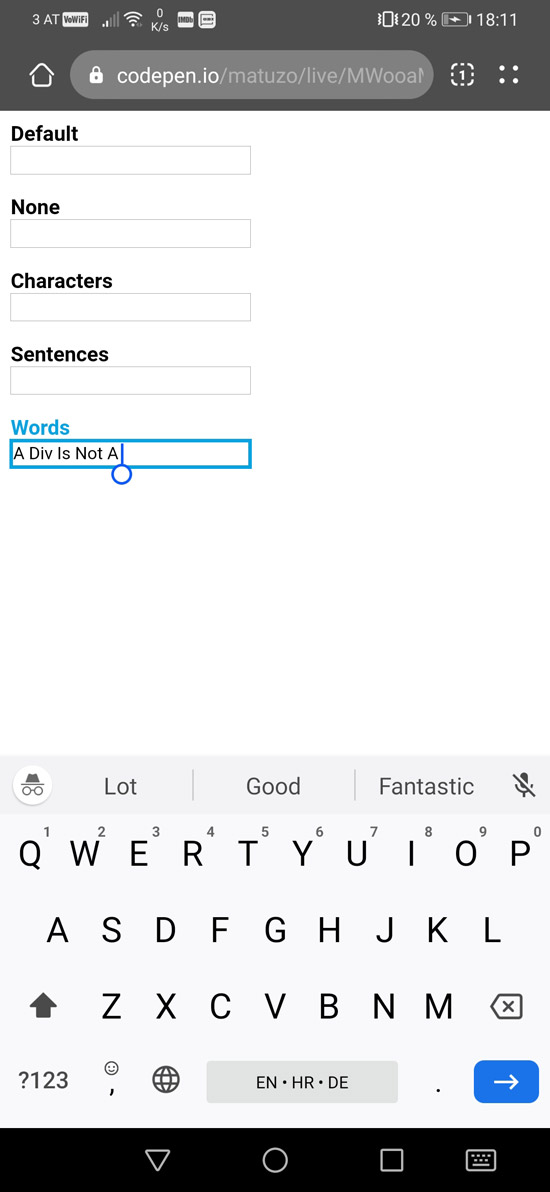 3 AT VoWiFi 0 K/s IMDb 20 % 18:11
codepen.io/matuzo/live/MWooa
1
Default
None
Characters
Sentences
Words
A Div Is Not A
Lot Good Fantastic
1 2 3 4 5 6 7 8 9 0
Q W E R T Y U I O P
A S D F G H J K L
Z X C V B N M
?123 , EN • HR • DE .